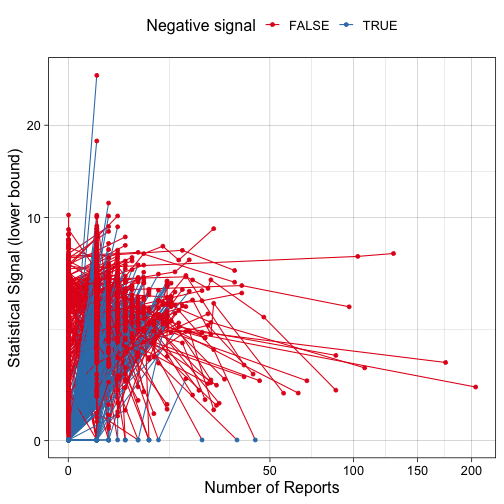 Negative signal FALSE TRUE
Statistical Signal (lower bound)
20
10
0
0 50 100 150 200
Number of Reports